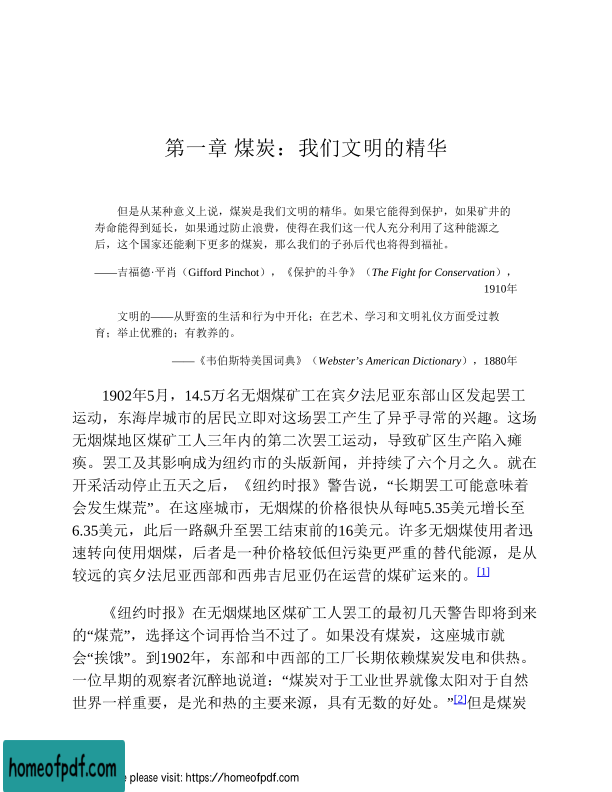 第一章 煤炭：我们文明的精华
但是从某种意义上说，煤炭是我们文明的精华。如果它能得到保护，如果矿井的
寿命能得到延长，如果通过防止浪费，使得在我们这一代人充分利用了这种能源之
后，这个国家还能剩下更多的煤炭，那么我们的子孙后代也将得到福祉。
——吉福德·平肖（Gifford Pinchot），《保护的斗争》（The Fight for Conservation），
1910年
文明的——从野蛮的生活和行为中开化；在艺术、学习和文明礼仪方面受过教
育；举止优雅的；有教养的。
——《韦伯斯特美国词典》（Webster’s American Dictionary），1880年
1902年5月，14.5万名无烟煤矿工在宾夕法尼亚东部山区发起罢工
运动，东海岸城市的居民立即对这场罢工产生了异乎寻常的兴趣。这场
无烟煤地区煤矿工人三年内的第二次罢工运动，导致矿区生产陷入瘫
痪。罢工及其影响成为纽约市的头版新闻，并持续了六个月之久。就在
开采活动停止五天之后，《纽约时报》警告说，“长期罢工可能意味着
会发生煤荒”。在这座城市，无烟煤的价格很快从每吨5.35美元增长至
6.35美元，此后一路飙升至罢工结束前的16美元。许多无烟煤使用者迅
速转向使用烟煤，后者是一种价格较低但污染更严重的替代能源，是从
较远的宾夕法尼亚西部和西弗吉尼亚仍在运营的煤矿运来的。[1]
《纽约时报》在无烟煤地区煤矿工人罢工的最初几天警告即将到来
的“煤荒”，选择这个词再恰当不过了。如果没有煤炭，这座城市就
会“挨饿”。到1902年，东部和中西部的工厂长期依赖煤炭发电和供热。
一位早期的观察者沉醉地说道：“煤炭对于工业世界就像太阳对于自然
世界一样重要，是光和热的主要来源，具有无数的好处。”[2]但是煤炭
homeofpdf.com
e please visit: https://homeofpdf.com